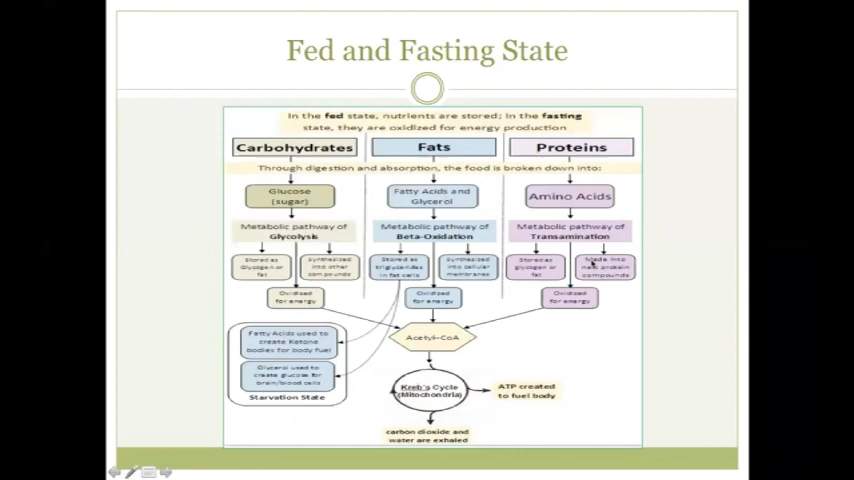 Fed and Fasting State
In the fed state, nutrients are stored; In the fasting
state, they are oxidized for energy production
Carbohydrates
Fats
Proteins
Through digestion and absorption, the food is broken down into:
Glucose
(sugar)
Fatty Acids and
Glycerol
Amino Acids
Metabolic pathway of
Glycolysis
Metabolic pathway of
Beta-Oxidation
Metabolic pathway of
Transamination
Stored as
Glycogen or
fat
Synthesized
into other
compounds
Stored as
triglycerides
in fat cells
Synthesized
into cellular
membranes
Stored as
glycogen or
fat
Made into
new protein
compounds
Oxidized
for energy
Oxidized
for energy
Oxidized
for energy
Fatty Acids used to
create Ketone
bodies for body fuel
Glycerol used to
create glucose for
brain/blood cells
Starvation State
Acetyl-CoA
Kreb's Cycle
(Mitochondria)
ATP created
to fuel body
carbon dioxide and
water are exhaled